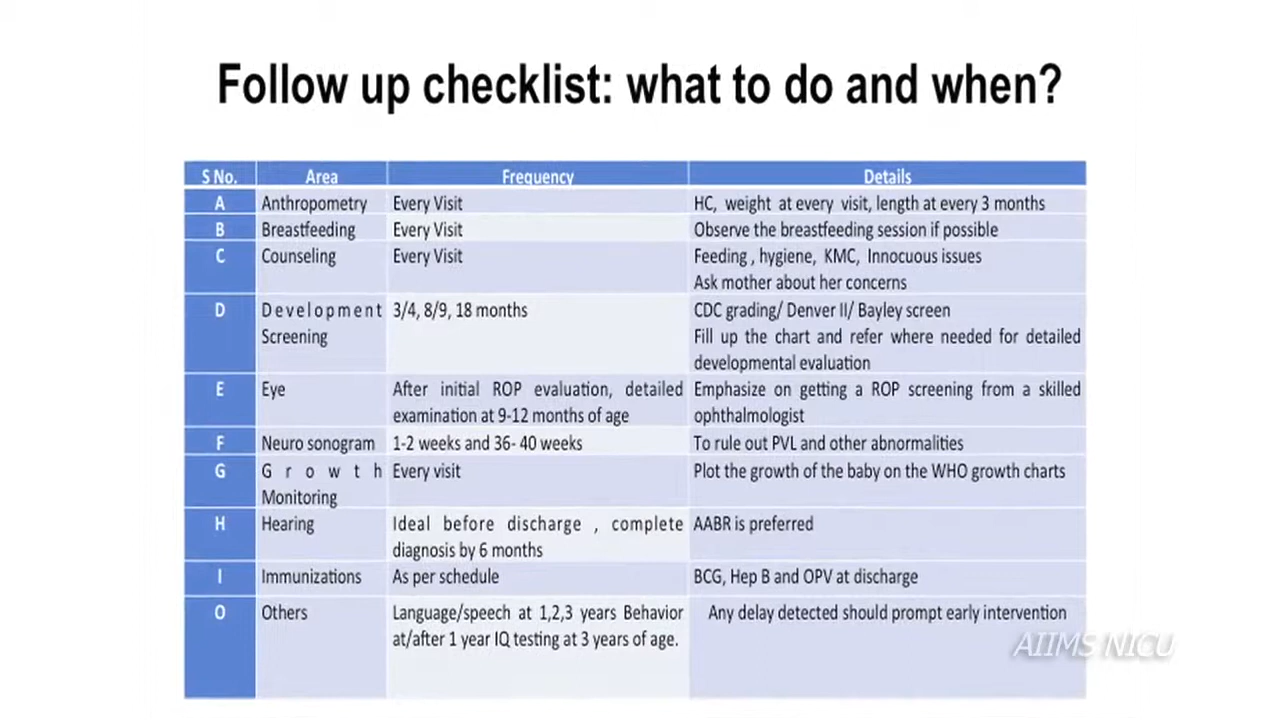 Follow up checklist: what to do and when?
S No. Area Frequency Details
A Anthropometry Every Visit HC, weight at every visit, length at every 3 months
B Breastfeeding Every Visit Observe the breastfeeding session if possible
C Counseling Every Visit Feeding , hygiene, KMC, Innocuous issues
Ask mother about her concerns
D Development 3/4, 8/9, 18 months CDC grading/ Denver II/ Bayley screen
Screening Fill up the chart and refer where needed for detailed
developmental evaluation
E Eye After initial ROP evaluation, detailed Emphasize on getting a ROP screening from a skilled
examination at 9-12 months of age ophthalmologist
F Neuro sonogram 1-2 weeks and 36- 40 weeks To rule out PVL and other abnormalities
G Growth Every visit Plot the growth of the baby on the WHO growth charts
Monitoring
H Hearing Ideal before discharge , complete AABR is preferred
diagnosis by 6 months
I Immunizations As per schedule BCG, Hep B and OPV at discharge
O Others Language/speech at 1,2,3 years Behavior Any delay detected should prompt early intervention
at/after 1 year IQ testing at 3 years of age.
AIIMS NICU